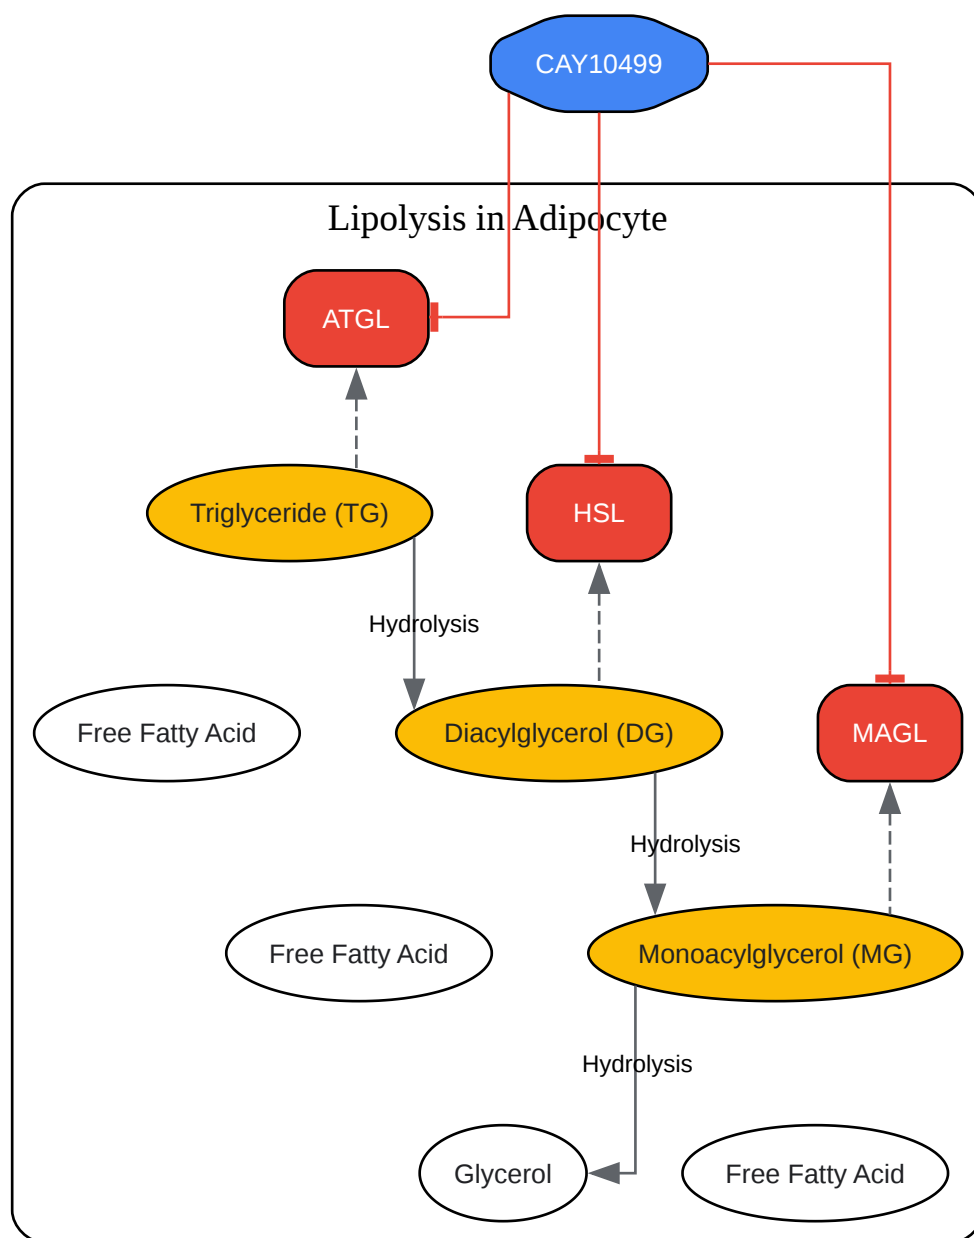 CAY10499
Lipolysis in Adipocyte
ATGL
Triglyceride (TG)
HSL
Hydrolysis
Free Fatty Acid
Diacylglycerol (DG)
MAGL
Hydrolysis
Free Fatty Acid
Monoacylglycerol (MG)
Hydrolysis
Glycerol
Free Fatty Acid